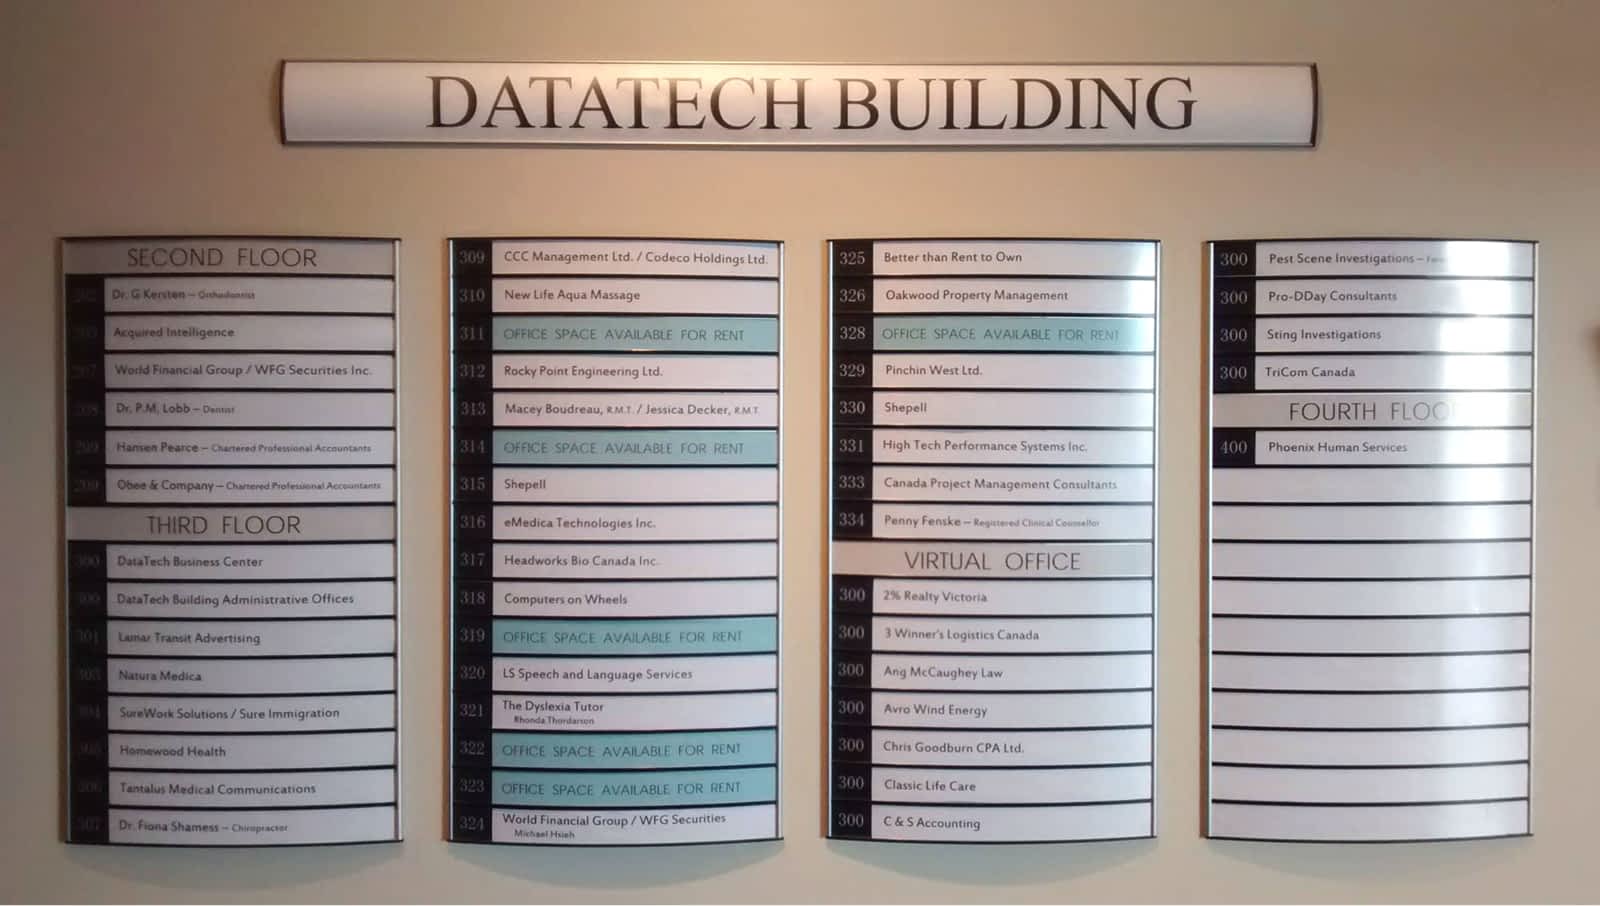 DATATECH BUILDING
SECOND FLOOR
Dr. G Kersten – Orthodontist
Acquired Intelligence
World Financial Group / WFG Securities Inc.
Dr. P.M. Lobb – Dentist
Hansen Pearce – Chartered Professional Accountants
209 Obee & Company – Chartered Professional Accountants
THIRD FLOOR
300 DataTech Business Center
300 DataTech Building Administrative Offices
301 Lamar Transit Advertising
303 Natura Medica
304 SureWork Solutions / Sure Immigration
305 Homewood Health
306 Tantalus Medical Communications
307 Dr. Fiona Shamess – Chiropractor
309 CCC Management Ltd. / Codeco Holdings Ltd.
310 New Life Aqua Massage
311 OFFICE SPACE AVAILABLE FOR RENT
312 Rocky Point Engineering Ltd.
313 Macey Boudreau, R.M.T. / Jessica Decker, R.M.T.
314 OFFICE SPACE AVAILABLE FOR RENT
315 Shepell
316 eMedica Technologies Inc.
317 Headworks Bio Canada Inc.
318 Computers on Wheels
319 OFFICE SPACE AVAILABLE FOR RENT
320 LS Speech and Language Services
321 The Dyslexia Tutor
Rhonda Thordarson
322 OFFICE SPACE AVAILABLE FOR RENT
323 OFFICE SPACE AVAILABLE FOR RENT
324 World Financial Group / WFG Securities
Michael Hsieh
325 Better than Rent to Own
326 Oakwood Property Management
328 OFFICE SPACE AVAILABLE FOR RENT
329 Pinchin West Ltd.
330 Shepell
331 High Tech Performance Systems Inc.
333 Canada Project Management Consultants
334 Penny Fenske – Registered Clinical Counsellor
VIRTUAL OFFICE
300 2% Realty Victoria
300 3 Winner's Logistics Canada
300 Ang McCaughey Law
300 Avro Wind Energy
300 Chris Goodburn CPA Ltd.
300 Classic Life Care
300 C & S Accounting
300 Pest Scene Investigations –
300 Pro-DDay Consultants
300 Sting Investigations
300 TriCom Canada
FOURTH FLOO
400 Phoenix Human Services